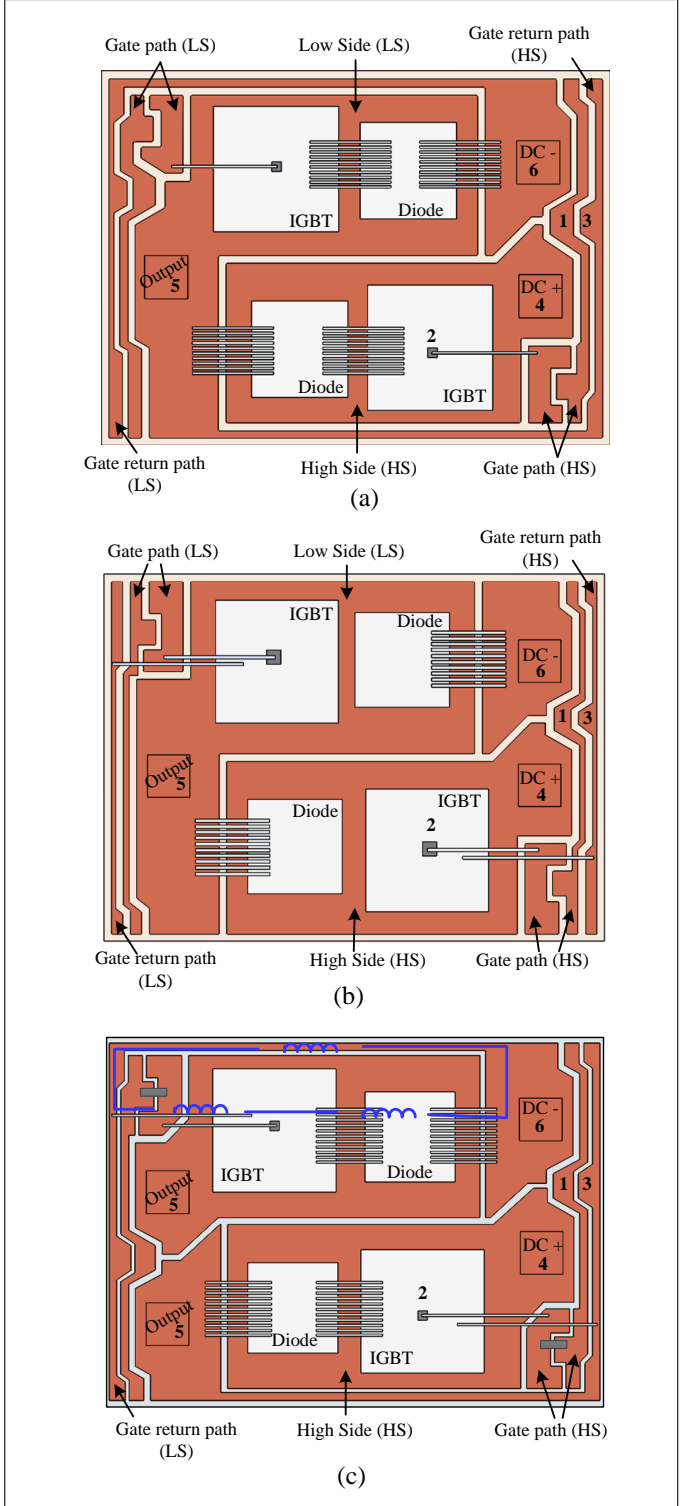 Gate return path
(HS)
Gate path (LS)
Low Side (LS)
DC -
6
IGBT
Diode
1 3
Output
5
DC +
4
2
Diode
IGBT
Gate return path
(LS)
High Side (HS)
Gate path (HS)
(a)
Gate return path
(HS)
Gate path (LS)
Low Side (LS)
IGBT
Diode
DC -
6
1 3
Output
5
DC +
4
Diode
IGBT
2
Gate return path
(LS)
High Side (HS)
Gate path (HS)
(b)
DC -
6
IGBT
Diode
Output
5
1 3
DC +
4
2
Output
5
Diode
IGBT
Gate return path
(LS)
High Side (HS)
Gate path (HS)
(c)